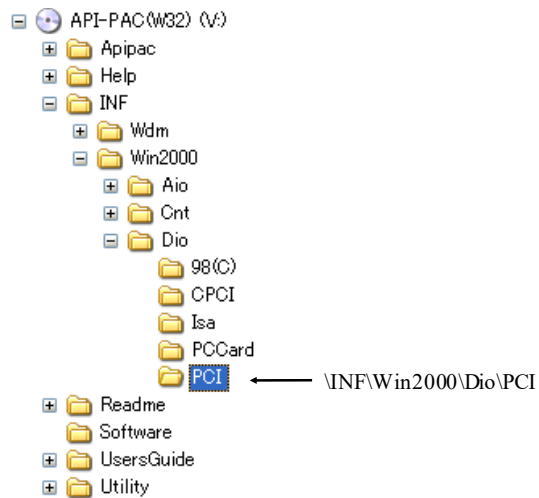 API-PAC(W32) (V:)
Apipac
Help
INF
Wdm
Win2000
Aio
Cnt
Dio
98(C)
CPCI
Isa
PCCard
PCI ← \INF\Win2000\Dio\PCI
Readme
Software
UsersGuide
Utility